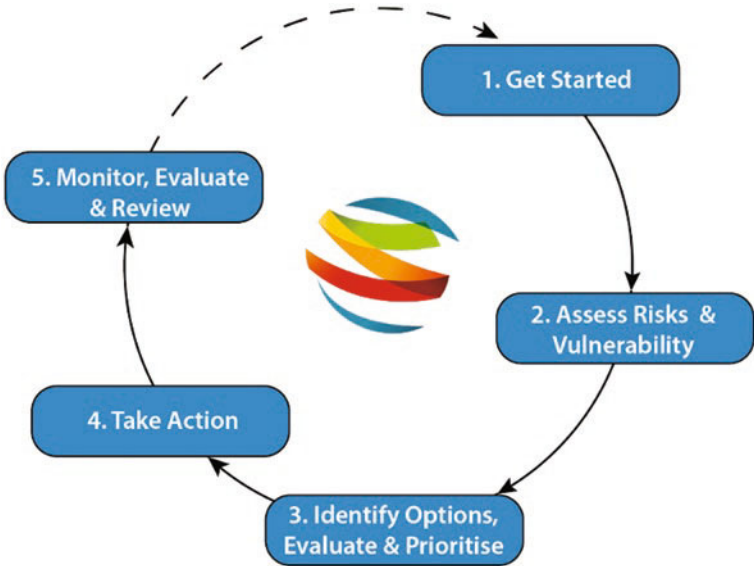 1. Get Started
2. Assess Risks &
Vulnerability
3. Identify Options,
Evaluate & Prioritise
4. Take Action
5. Monitor, Evaluate
& Review